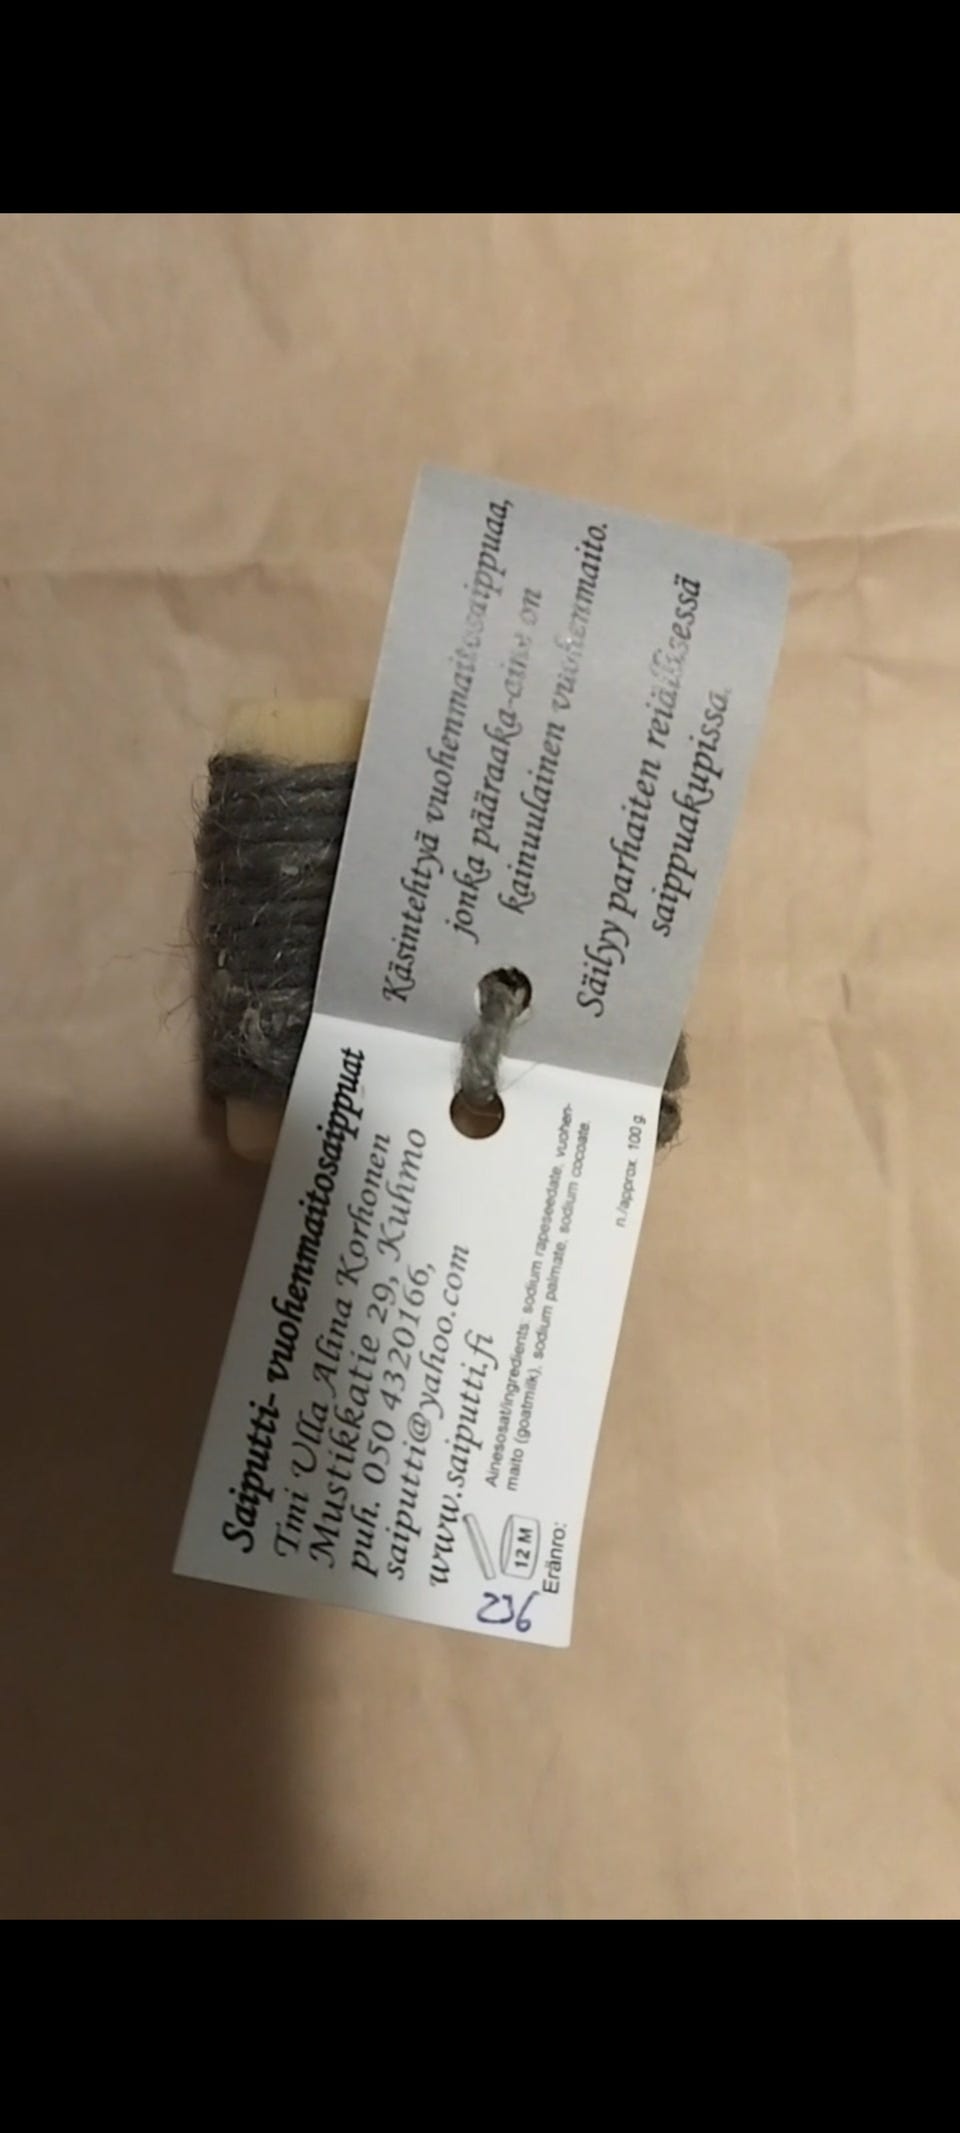 Käsintehtyä vuohenmaitosaippuaa,
jonka pääraaka-aine on
kainuulainen vuohenmaito.
Säilyy parhaiten reiällisessä
saippuakupissa.
Saiputti- vuohenmaitosaippuat
Tmi Ulla Alina Korhonen
Mustikkatie 29, Kuhmo
puh. 050 4320166,
saiputti@yahoo.com
www.saiputti.fi
Ainesosat/ingredients: sodium rapeseedate, vuohen-
maito (goatmilk), sodium palmate, sodium cocoate.
n./approx. 100 g.
12 M
Eränro: